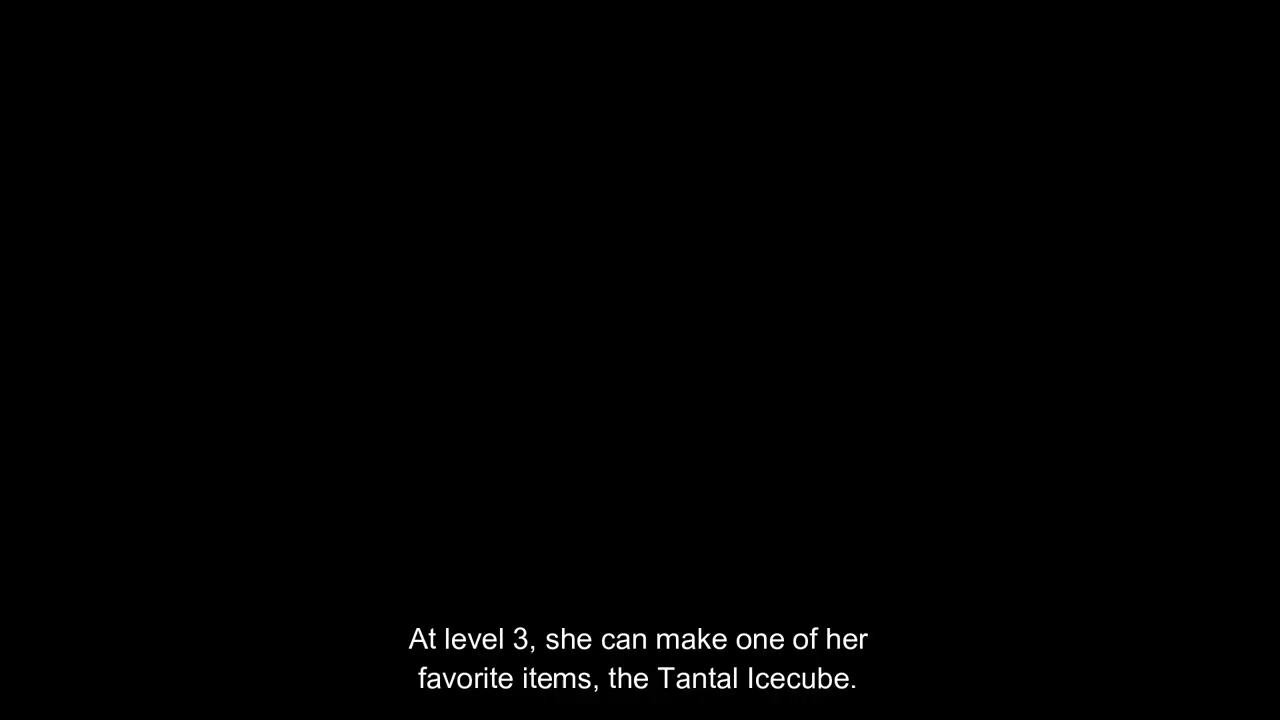 At level 3, she can make one of her
favorite items, the Tantal Icecube.